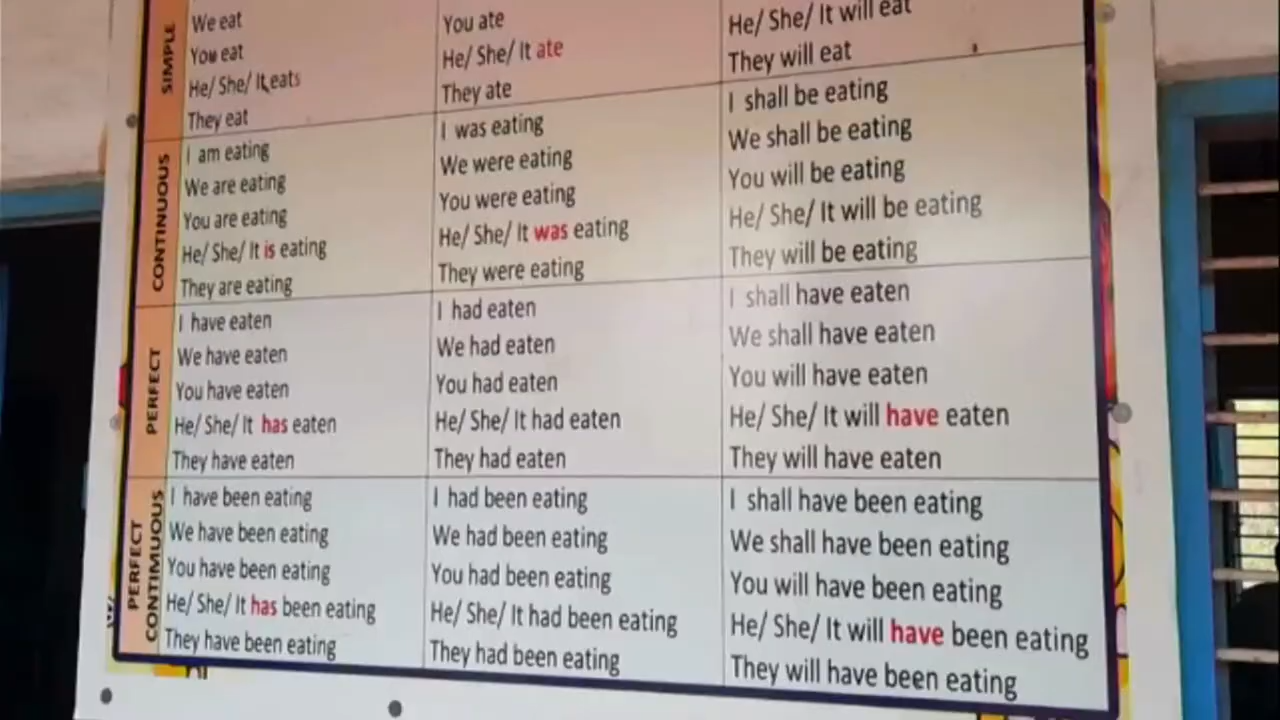 SIMPLE
We eat
You eat
He/ She/ It eats
They eat
You ate
He/ She/ It ate
They ate
He/ She/ It will eat
They will eat
CONTINUOUS
I am eating
We are eating
You are eating
He/ She/ It is eating
They are eating
I was eating
We were eating
You were eating
He/ She/ It was eating
They were eating
I shall be eating
We shall be eating
You will be eating
He/ She/ It will be eating
They will be eating
PERFECT
I have eaten
We have eaten
You have eaten
He/ She/ It has eaten
They have eaten
I had eaten
We had eaten
You had eaten
He/ She/ It had eaten
They had eaten
I shall have eaten
We shall have eaten
You will have eaten
He/ She/ It will have eaten
They will have eaten
PERFECT
CONTIMUOUS
I have been eating
We have been eating
You have been eating
He/ She/ It has been eating
They have been eating
I had been eating
We had been eating
You had been eating
He/ She/ It had been eating
They had been eating
I shall have been eating
We shall have been eating
You will have been eating
He/ She/ It will have been eating
They will have been eating